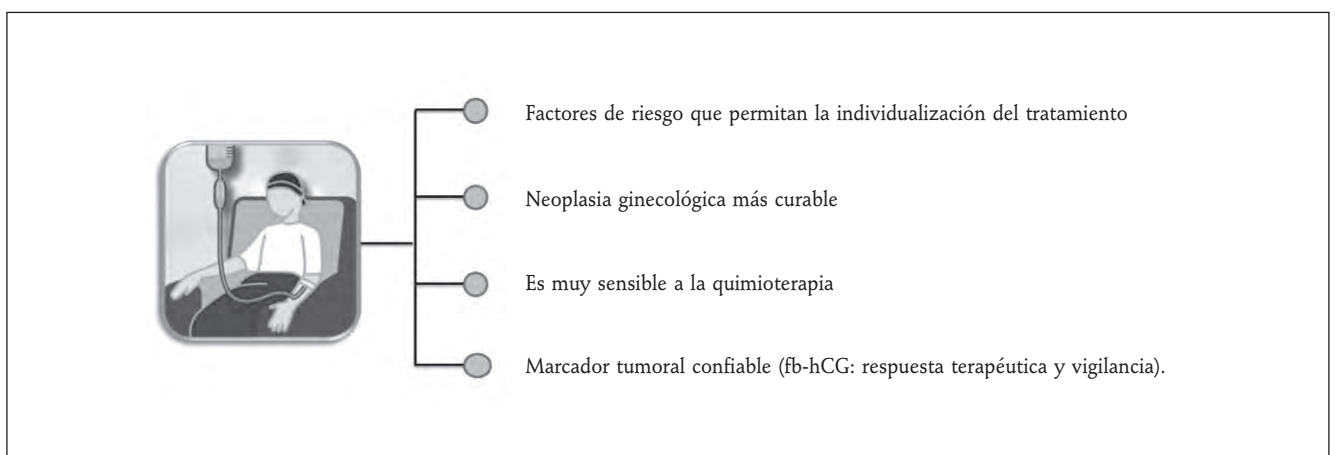 Factores de riesgo que permitan la individualización del tratamiento
Neoplasia ginecológica más curable
Es muy sensible a la quimioterapia
Marcador tumoral confiable (fb-hCG: respuesta terapéutica y vigilancia).